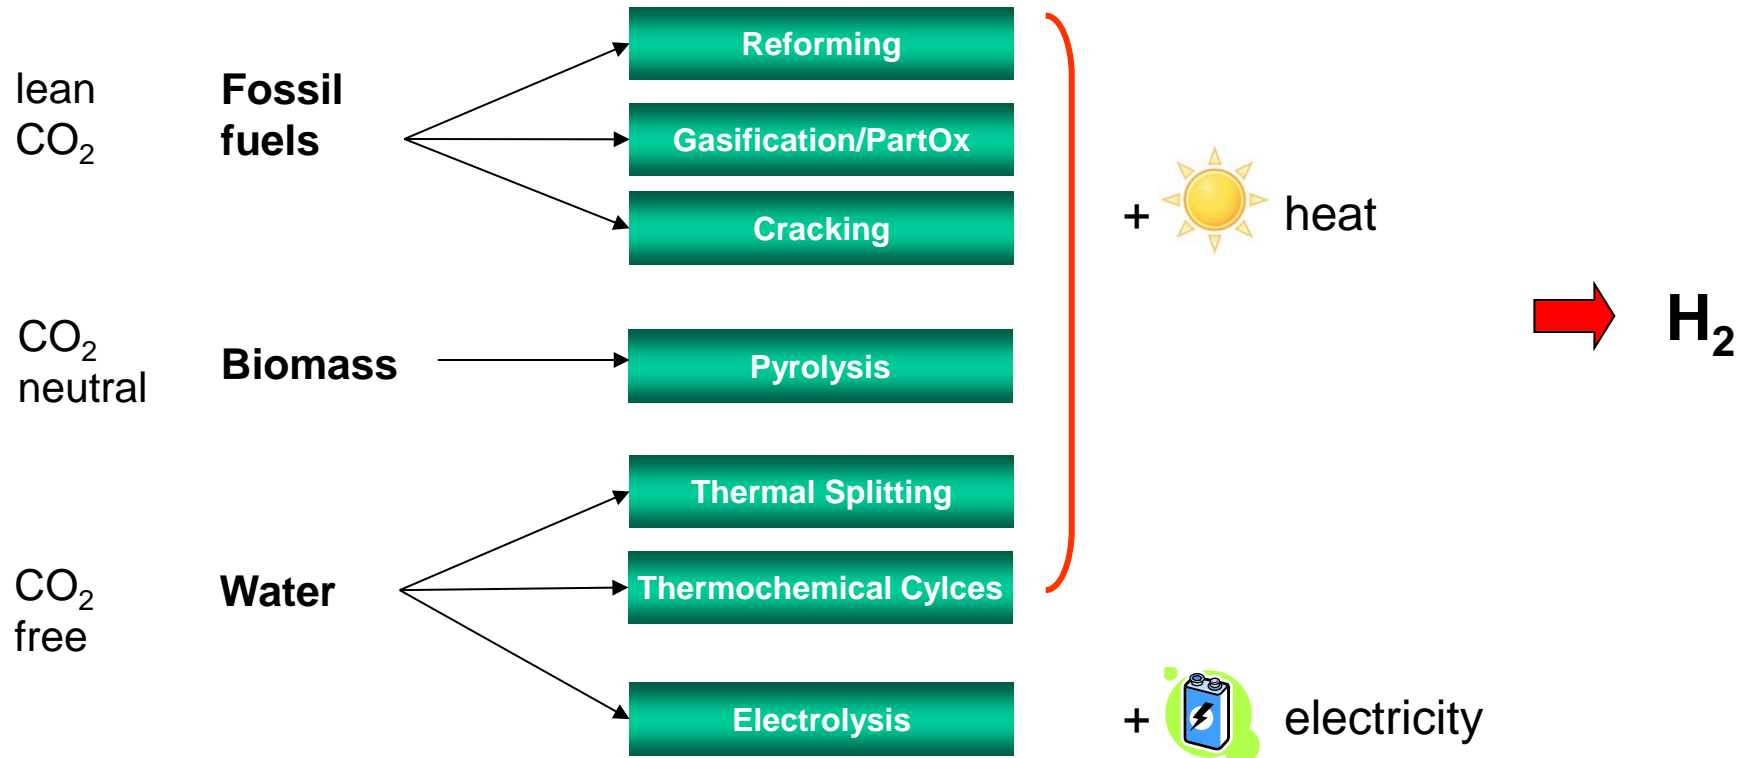 Reforming
lean
CO₂
Fossil
fuels
Gasification/PartOx
Cracking
+ heat
CO₂
neutral
Biomass
Pyrolysis
H₂
Thermal Splitting
CO₂
free
Water
Thermochemical Cylces
Electrolysis
+ electricity